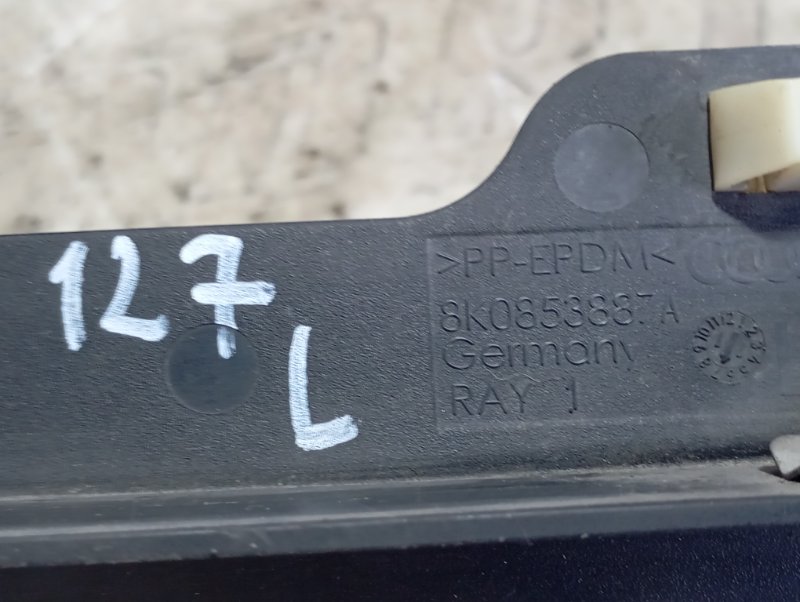 127
L
>PP-EPDM<
8K0853887A
Germany
RAY 1